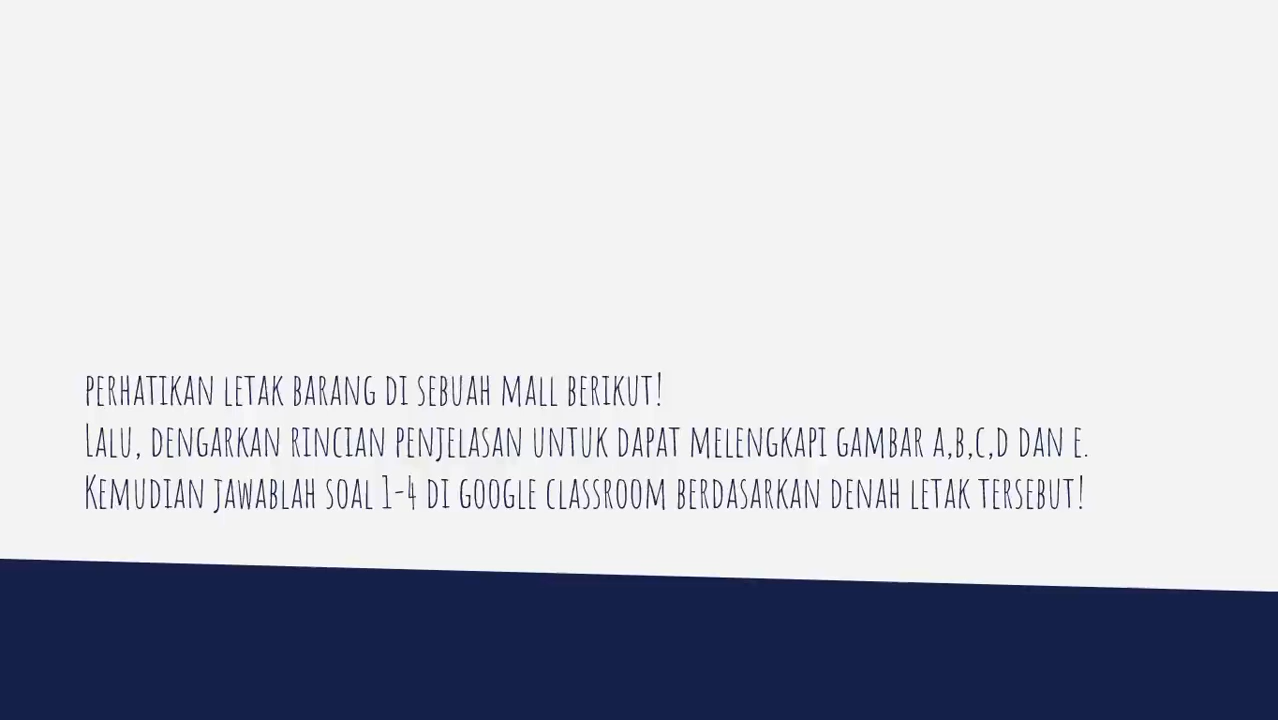 perhatikan letak barang di sebuah mall berikut!
Lalu, dengarkan rincian penjelasan untuk dapat melengkapi gambar a,b,c,d dan e.
Kemudian jawablah soal 1-4 di google classroom berdasarkan denah letak tersebut!